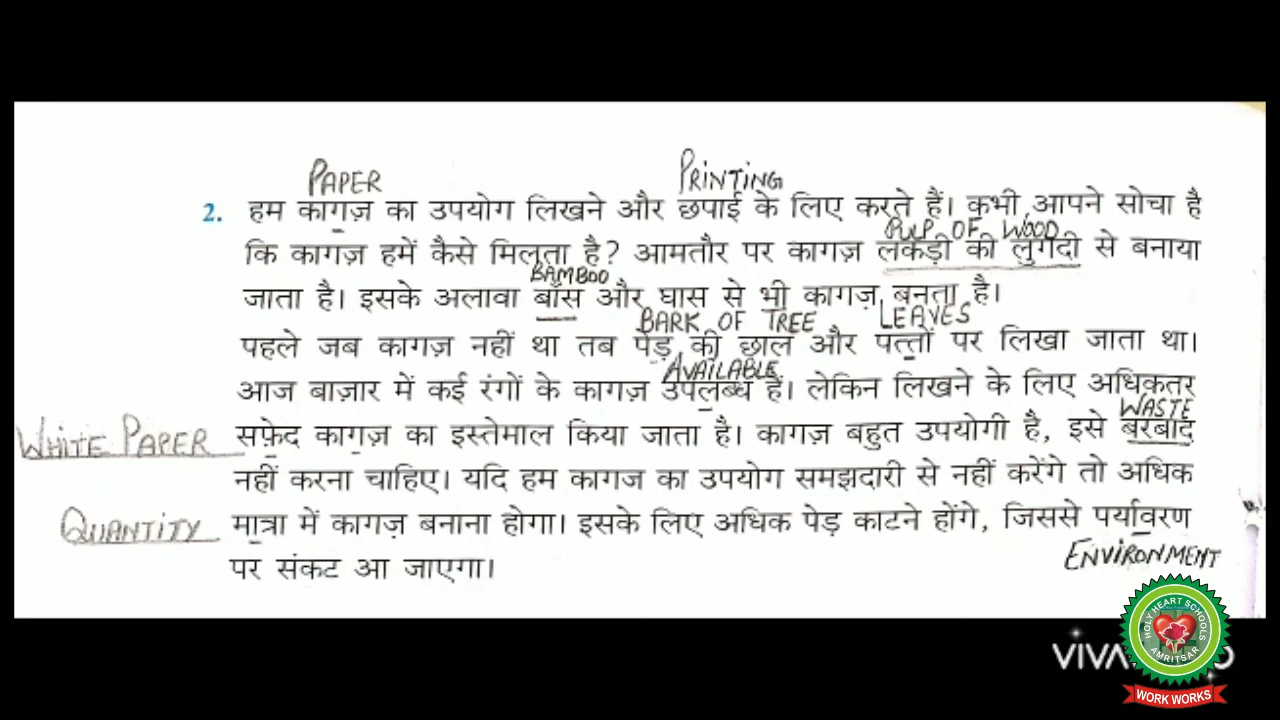 PAPER PRINTING
2. हम कागज़ का उपयोग लिखने और छपाई के लिए करते हैं। कभी आपने सोचा है
PULP OF WOOD
कि कागज़ हमें कैसे मिलता है? आमतौर पर कागज़ लकड़ी की लुगदी से बनाया
BAMBOO
जाता है। इसके अलावा बाँस और घास से भी कागज़ बनता है।
BARK OF TREE LEAVES
पहले जब कागज़ नहीं था तब पेड़ की छाल और पत्तों पर लिखा जाता था।
AVAILABLE
आज बाज़ार में कई रंगों के कागज़ उपलब्ध हैं। लेकिन लिखने के लिए अधिकतर
WASTE
WHITE PAPER सफ़ेद कागज़ का इस्तेमाल किया जाता है। कागज़ बहुत उपयोगी है, इसे बरबाद
नहीं करना चाहिए। यदि हम कागज का उपयोग समझदारी से नहीं करेंगे तो अधिक
QUANTITY मात्रा में कागज़ बनाना होगा। इसके लिए अधिक पेड़ काटने होंगे, जिससे पर्यावरण
ENVIRONMENT
पर संकट आ जाएगा।
HOLY HEART SCHOOLS
AMRITSAR
WORK WORKS